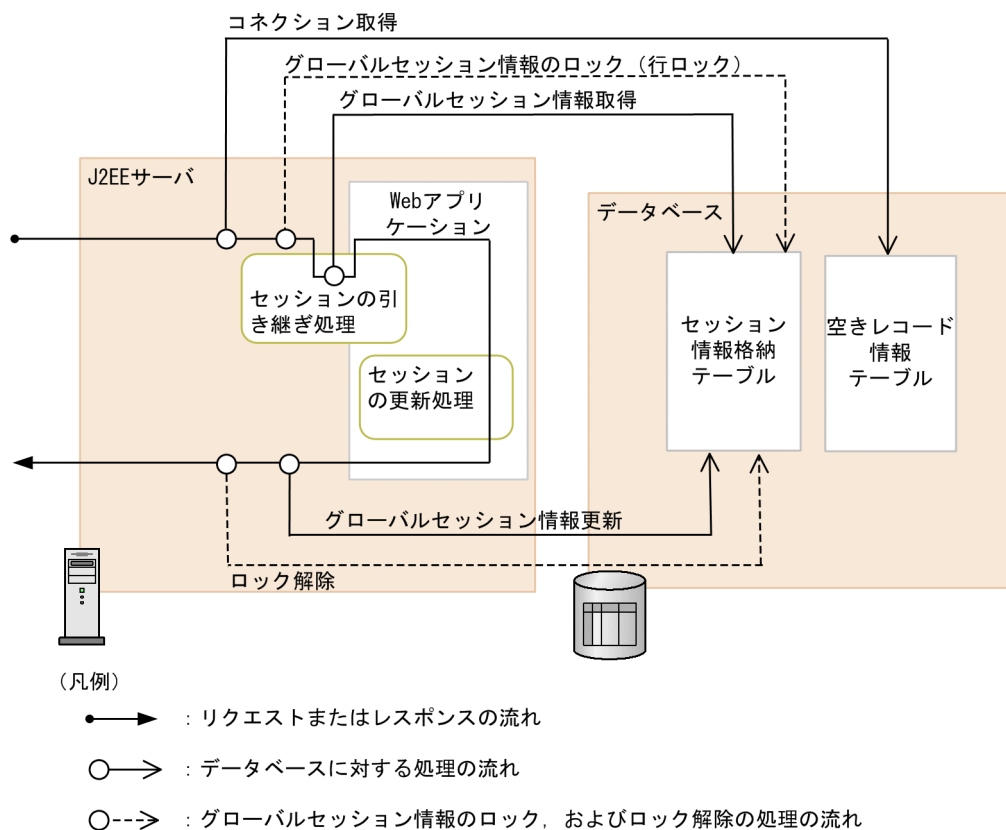 コネクション取得
グローバルセッション情報のロック（行ロック）
グローバルセッション情報取得
J2EEサーバ
Webアプリ
ケーション
データベース
セッションの引
き継ぎ処理
セッション
情報格納
テーブル
空きレコード
情報
テーブル
セッション
の更新処理
グローバルセッション情報更新
ロック解除
（凡例）
：リクエストまたはレスポンスの流れ
：データベースに対する処理の流れ
：グローバルセッション情報のロック，およびロック解除の処理の流れ